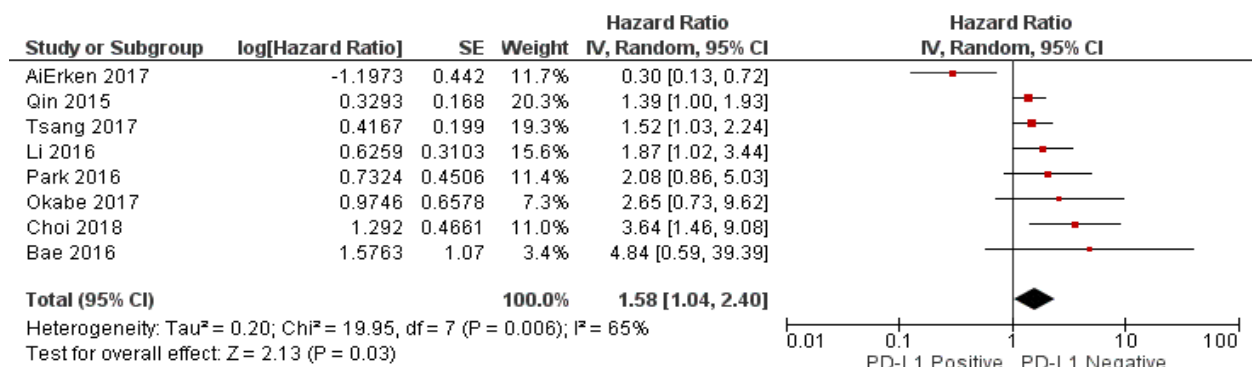 Hazard Ratio Hazard Ratio
Study or Subgroup log[Hazard Ratio] SE Weight IV, Random, 95% CI IV, Random, 95% CI
AiErken 2017 -1.1973 0.442 11.7% 0.30 [0.13, 0.72]
Qin 2015 0.3293 0.168 20.3% 1.39 [1.00, 1.93]
Tsang 2017 0.4167 0.199 19.3% 1.52 [1.03, 2.24]
Li 2016 0.6259 0.3103 15.6% 1.87 [1.02, 3.44]
Park 2016 0.7324 0.4506 11.4% 2.08 [0.86, 5.03]
Okabe 2017 0.9746 0.6578 7.3% 2.65 [0.73, 9.62]
Choi 2018 1.292 0.4661 11.0% 3.64 [1.46, 9.08]
Bae 2016 1.5763 1.07 3.4% 4.84 [0.59, 39.39]
Total (95% CI) 100.0% 1.58 [1.04, 2.40]
Heterogeneity: Tau² = 0.20; Chi² = 19.95, df = 7 (P = 0.006); I² = 65%
Test for overall effect: Z = 2.13 (P = 0.03)
0.01 0.1 1 10 100
PD-L1 Positive PD-L1 Negative